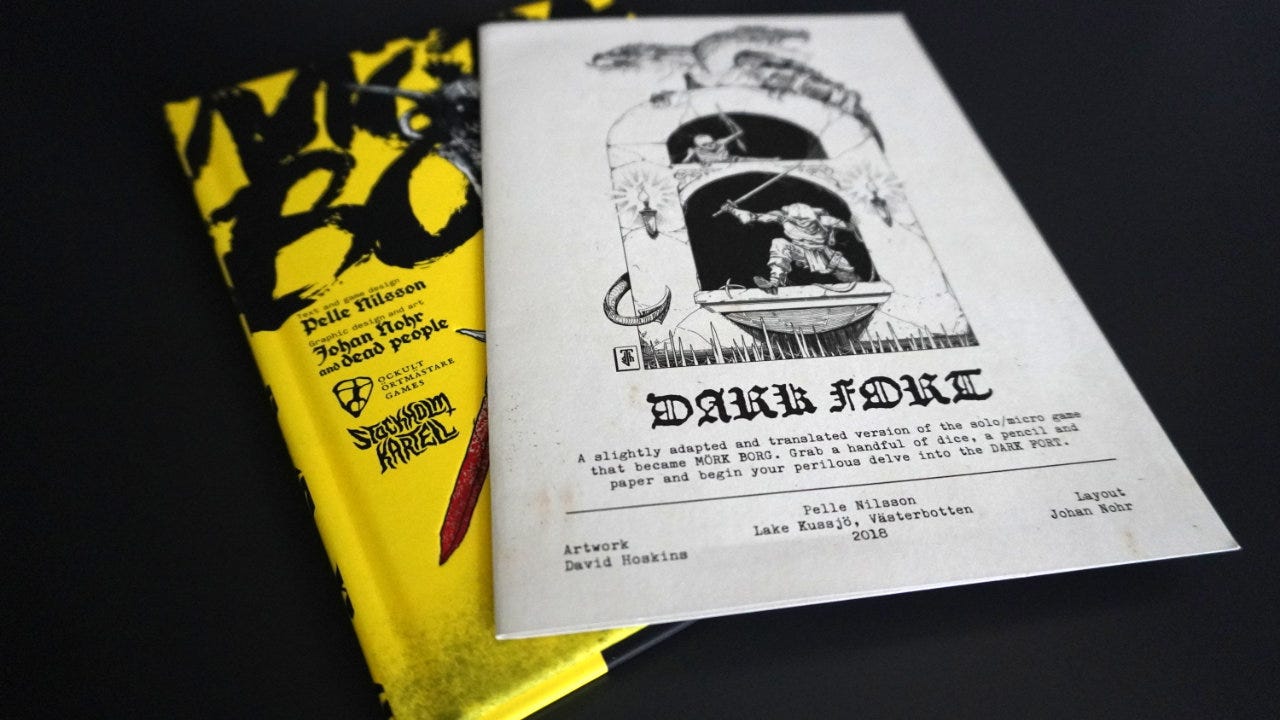 Text and game design
Pelle Nilsson
Graphic design and art
Johan Nohr
and dead people
OCKULT
ÖRTMÄSTARE
GAMES
STOCKHOLM
KARTELL
DARK FORT
A slightly adapted and translated version of the solo/micro game
that became MÖRK BORG. Grab a handful of dice, a pencil and
paper and begin your perilous delve into the DARK FORT.
Artwork
David Hoskins
Pelle Nilsson
Lake Kussjö, Västerbotten
2018
Layout
Johan Nohr